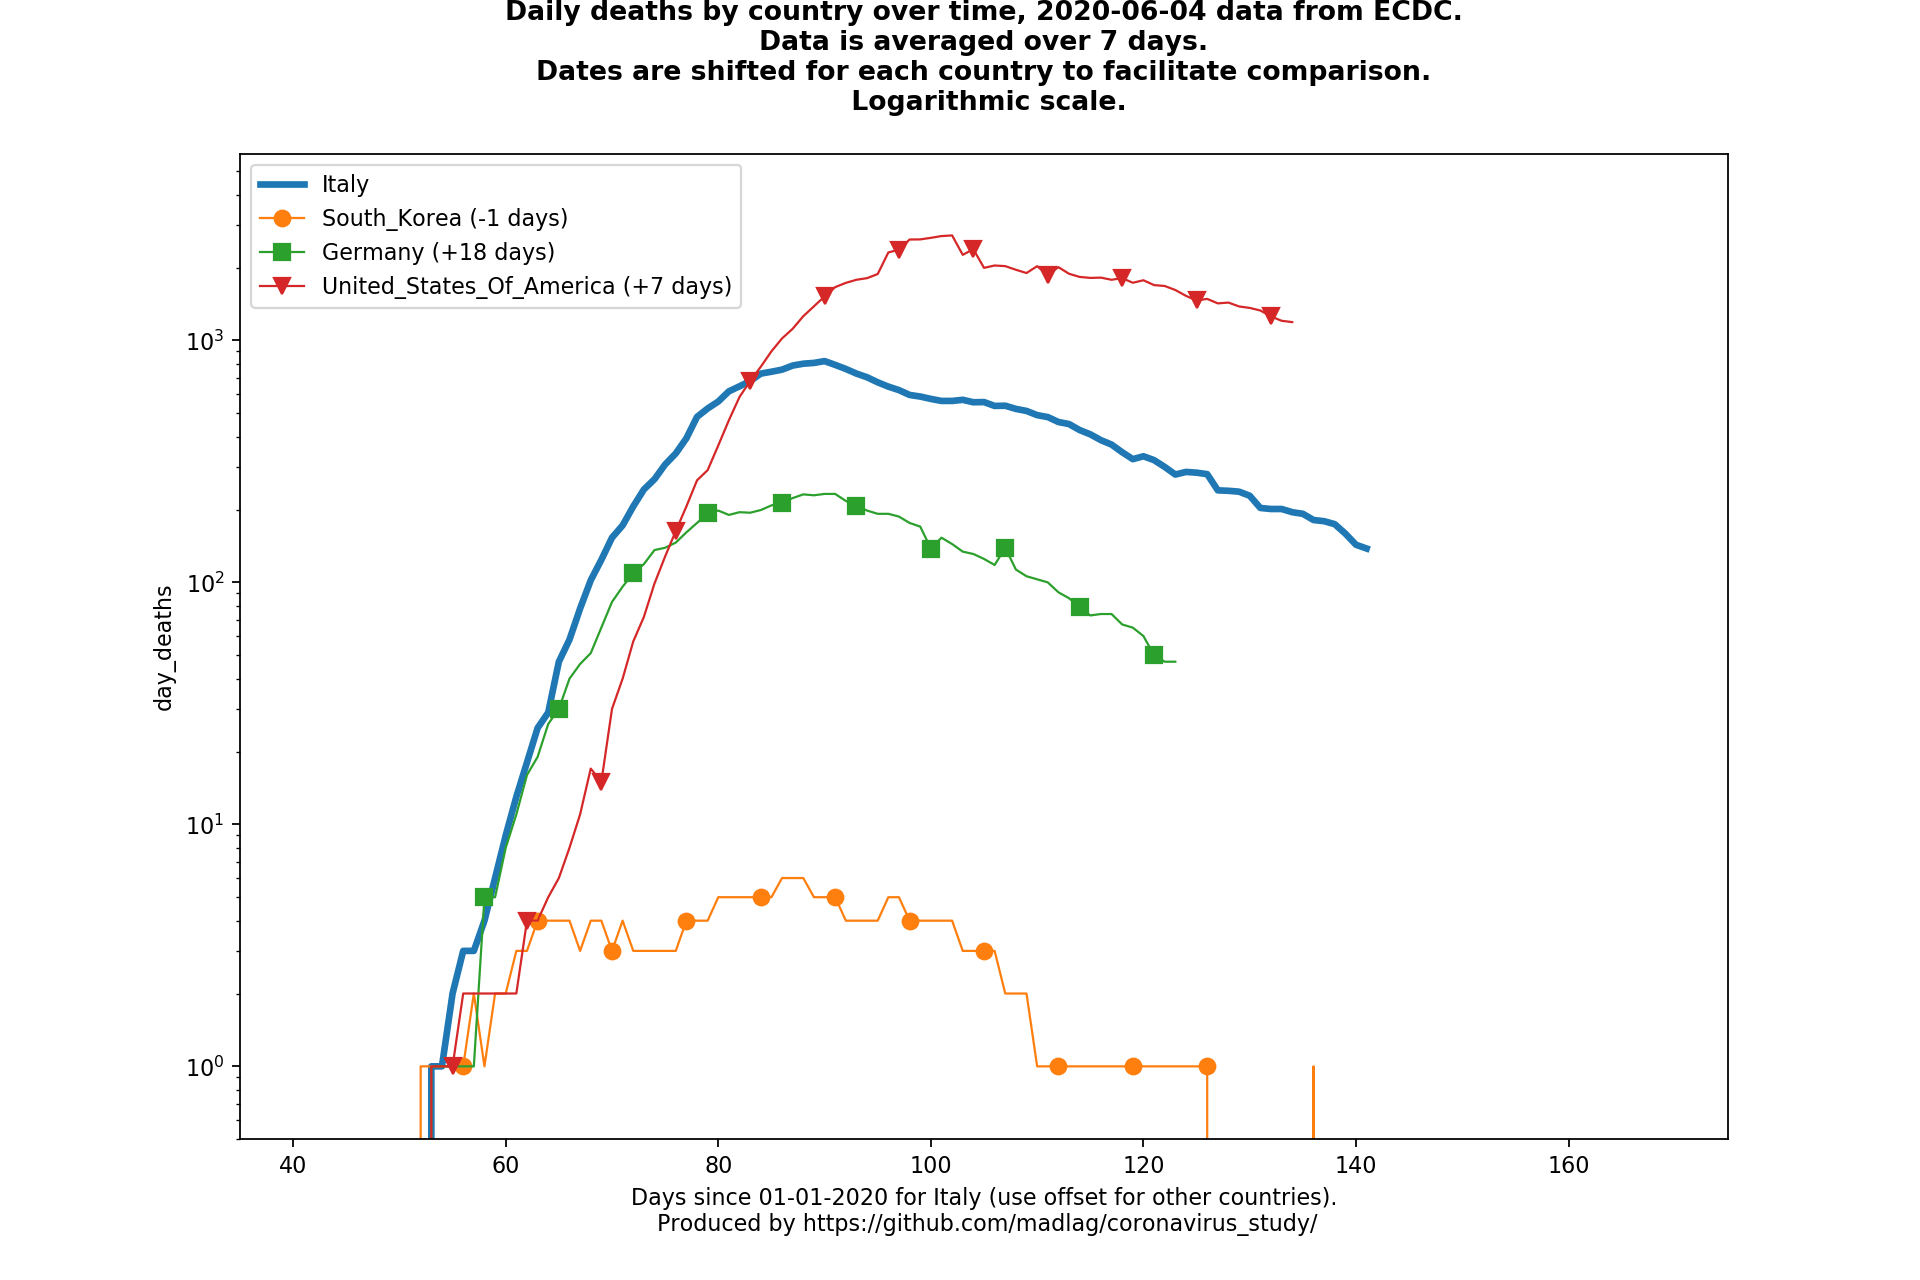 Daily deaths by country over time, 2020-06-04 data from ECDC.
Data is averaged over 7 days.
Dates are shifted for each country to facilitate comparison.
Logarithmic scale.
Italy
South_Korea (-1 days)
Germany (+18 days)
United_States_Of_America (+7 days)
10³
10²
10¹
10⁰
day_deaths
40 60 80 100 120 140 160
Days since 01-01-2020 for Italy (use offset for other countries).
Produced by https://github.com/madlag/coronavirus_study/